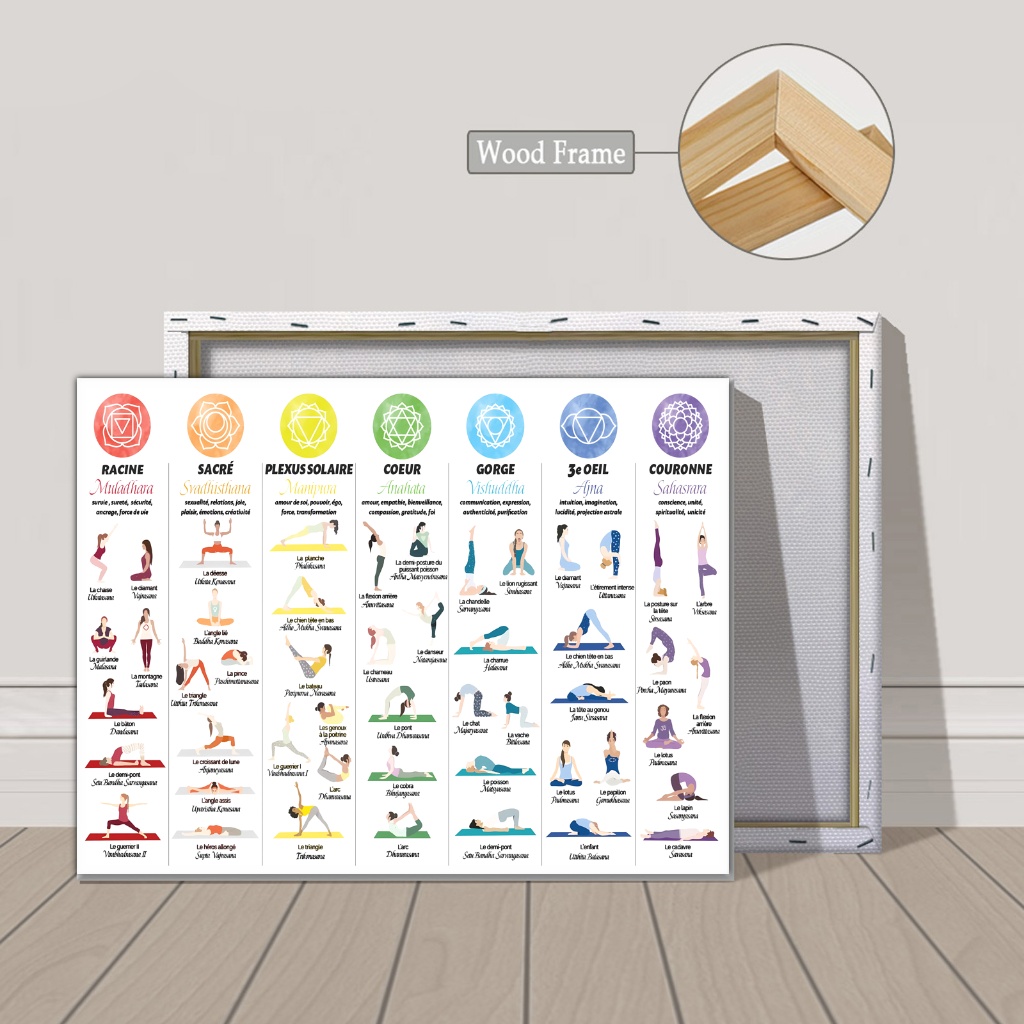 Wood Frame
RACINE
Muladhara
survie, sureté, sécurité,
ancrage, force de vie
La chaise
Utkatasana
Le diamant
Vajrasana
La guirlande
Malasana
La montagne
Tadasana
Le bâton
Dandasana
Le demi-pont
Setu Bandha Sarvangasana
Le guerrier II
Virabhadrasana II
SACRÉ
Svadhisthana
sexualité, relations, joie,
plaisir, émotions, créativité
La déesse
Utkata Konasana
L'angle lié
Baddha Konasana
La pince
Paschimottanasana
Le triangle
Utthita Trikonasana
Le croissant de lune
Anjaneyasana
L'angle assis
Upavistha Konasana
Le héros allongé
Supta Vajrasana
PLEXUS SOLAIRE
Manipura
amour de soi, pouvoir, égo,
force, transformation
La planche
Phalakasana
Le chien tête en bas
Adho Mukha Svanasana
Le bateau
Paripurna Navasana
Les genoux
à la poitrine
Apanasana
Le guerrier I
Virabhadrasana I
L'arc
Dhanurasana
Le triangle
Trikonasana
COEUR
Anahata
amour, empathie, bienveillance,
compassion, gratitude, foi
La demi-posture du
puissant poisson
Ardha Matsyendrasana
La flexion arrière
Anuvittasana
Le danseur
Natarajasana
Le chameau
Ustrasana
Le pont
Urdhva Dhanurasana
Le cobra
Bhujangasana
L'arc
Dhanurasana
GORGE
Vishuddha
communication, expression,
authenticité, purification
Le lion rugissant
Simhasana
La chandelle
Sarvangasana
La charrue
Halasana
Le chat
Marjaryasana
La vache
Bitilasana
Le poisson
Matsyasana
Le demi-pont
Setu Bandha Sarvangasana
3e OEIL
Ajna
intuition, imagination,
lucidité, projection astrale
Le diamant
Vajrasana
L'étirement intense
Uttanasana
Le chien tête en bas
Adho Mukha Svanasana
La tête au genou
Janu Sirsasana
Le lotus
Padmasana
Le papillon
Gomukhasana
L'enfant
Utthita Balasana
COURONNE
Sahasrara
conscience, unité,
spiritualité, unicité
La posture sur
la tête
Sirsasana
L'arbre
Vrksasana
Le paon
Pincha Mayurasana
La flexion
arrière
Anuvittasana
Le lotus
Padmasana
Le lapin
Sasangasana
Le cadavre
Savasana